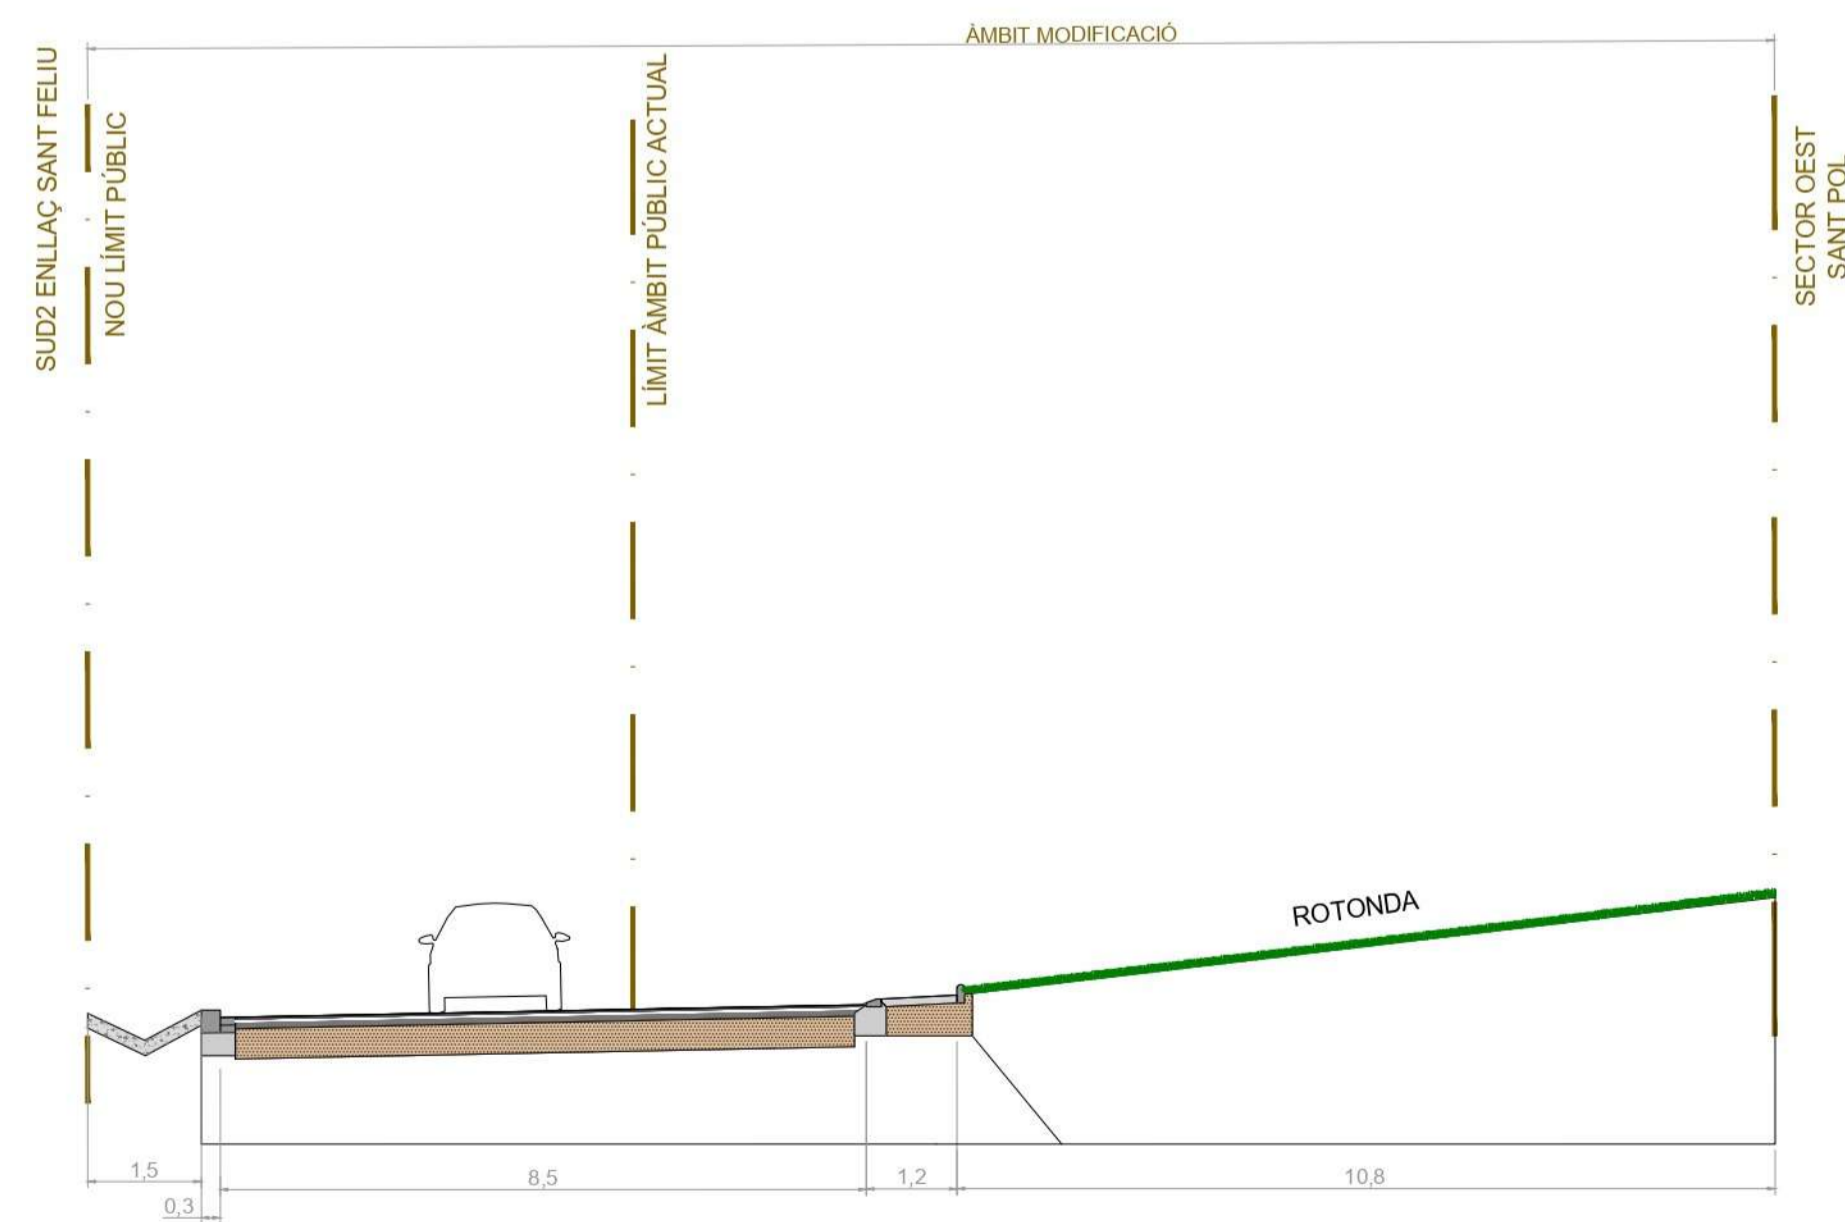 ÀMBIT MODIFICACIÓ
SUD2 ENLLAÇ SANT FELIU
NOU LÍMIT PÚBLIC
LÍMIT ÀMBIT PÚBLIC ACTUAL
SECTOR OEST
SANT POL
ROTONDA
1,5
0,3
8,5
1,2
10,8